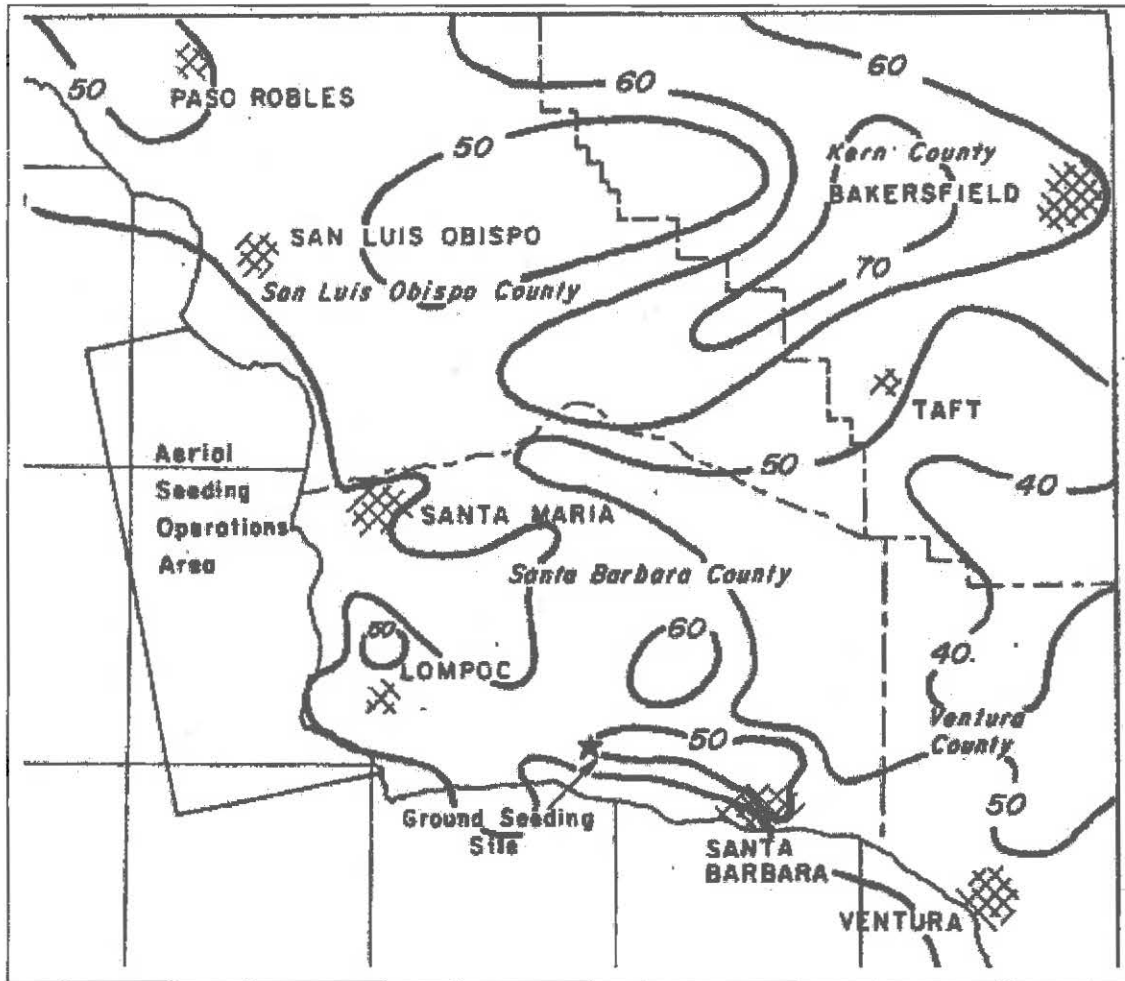 50
PASO ROBLES
60
60
50
Kern County
BAKERSFIELD
SAN LUIS OBISPO
San Luis Obispo County
70
TAFT
Aerial
Seeding
Operations
Area
50
40
SANTA MARIA
Santa Barbara County
50
60
LOMPOC
40
Ventura
County
50
50
Ground Seeding
Site
SANTA
BARBARA
VENTURA